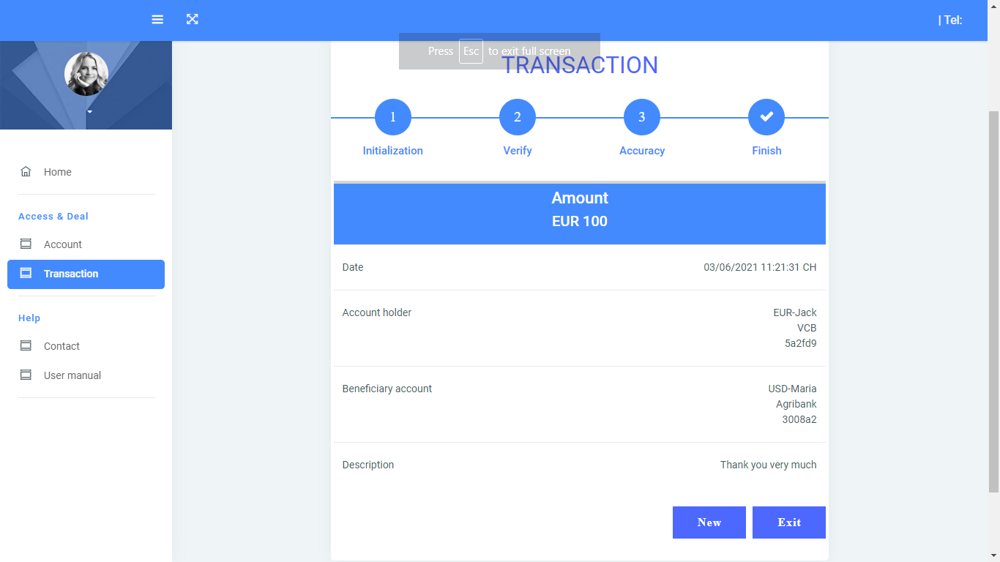 | Tel:
Press Esc to exit full screen
TRANSACTION
1
2
3
Initialization
Verify
Accuracy
Finish
Home
Access & Deal
Account
Transaction
Help
Contact
User manual
Amount
EUR 100
Date
03/06/2021 11:21:31 CH
Account holder
EUR-Jack
VCB
5a2fd9
Beneficiary account
USD-Maria
Agribank
3008a2
Description
Thank you very much
New
Exit